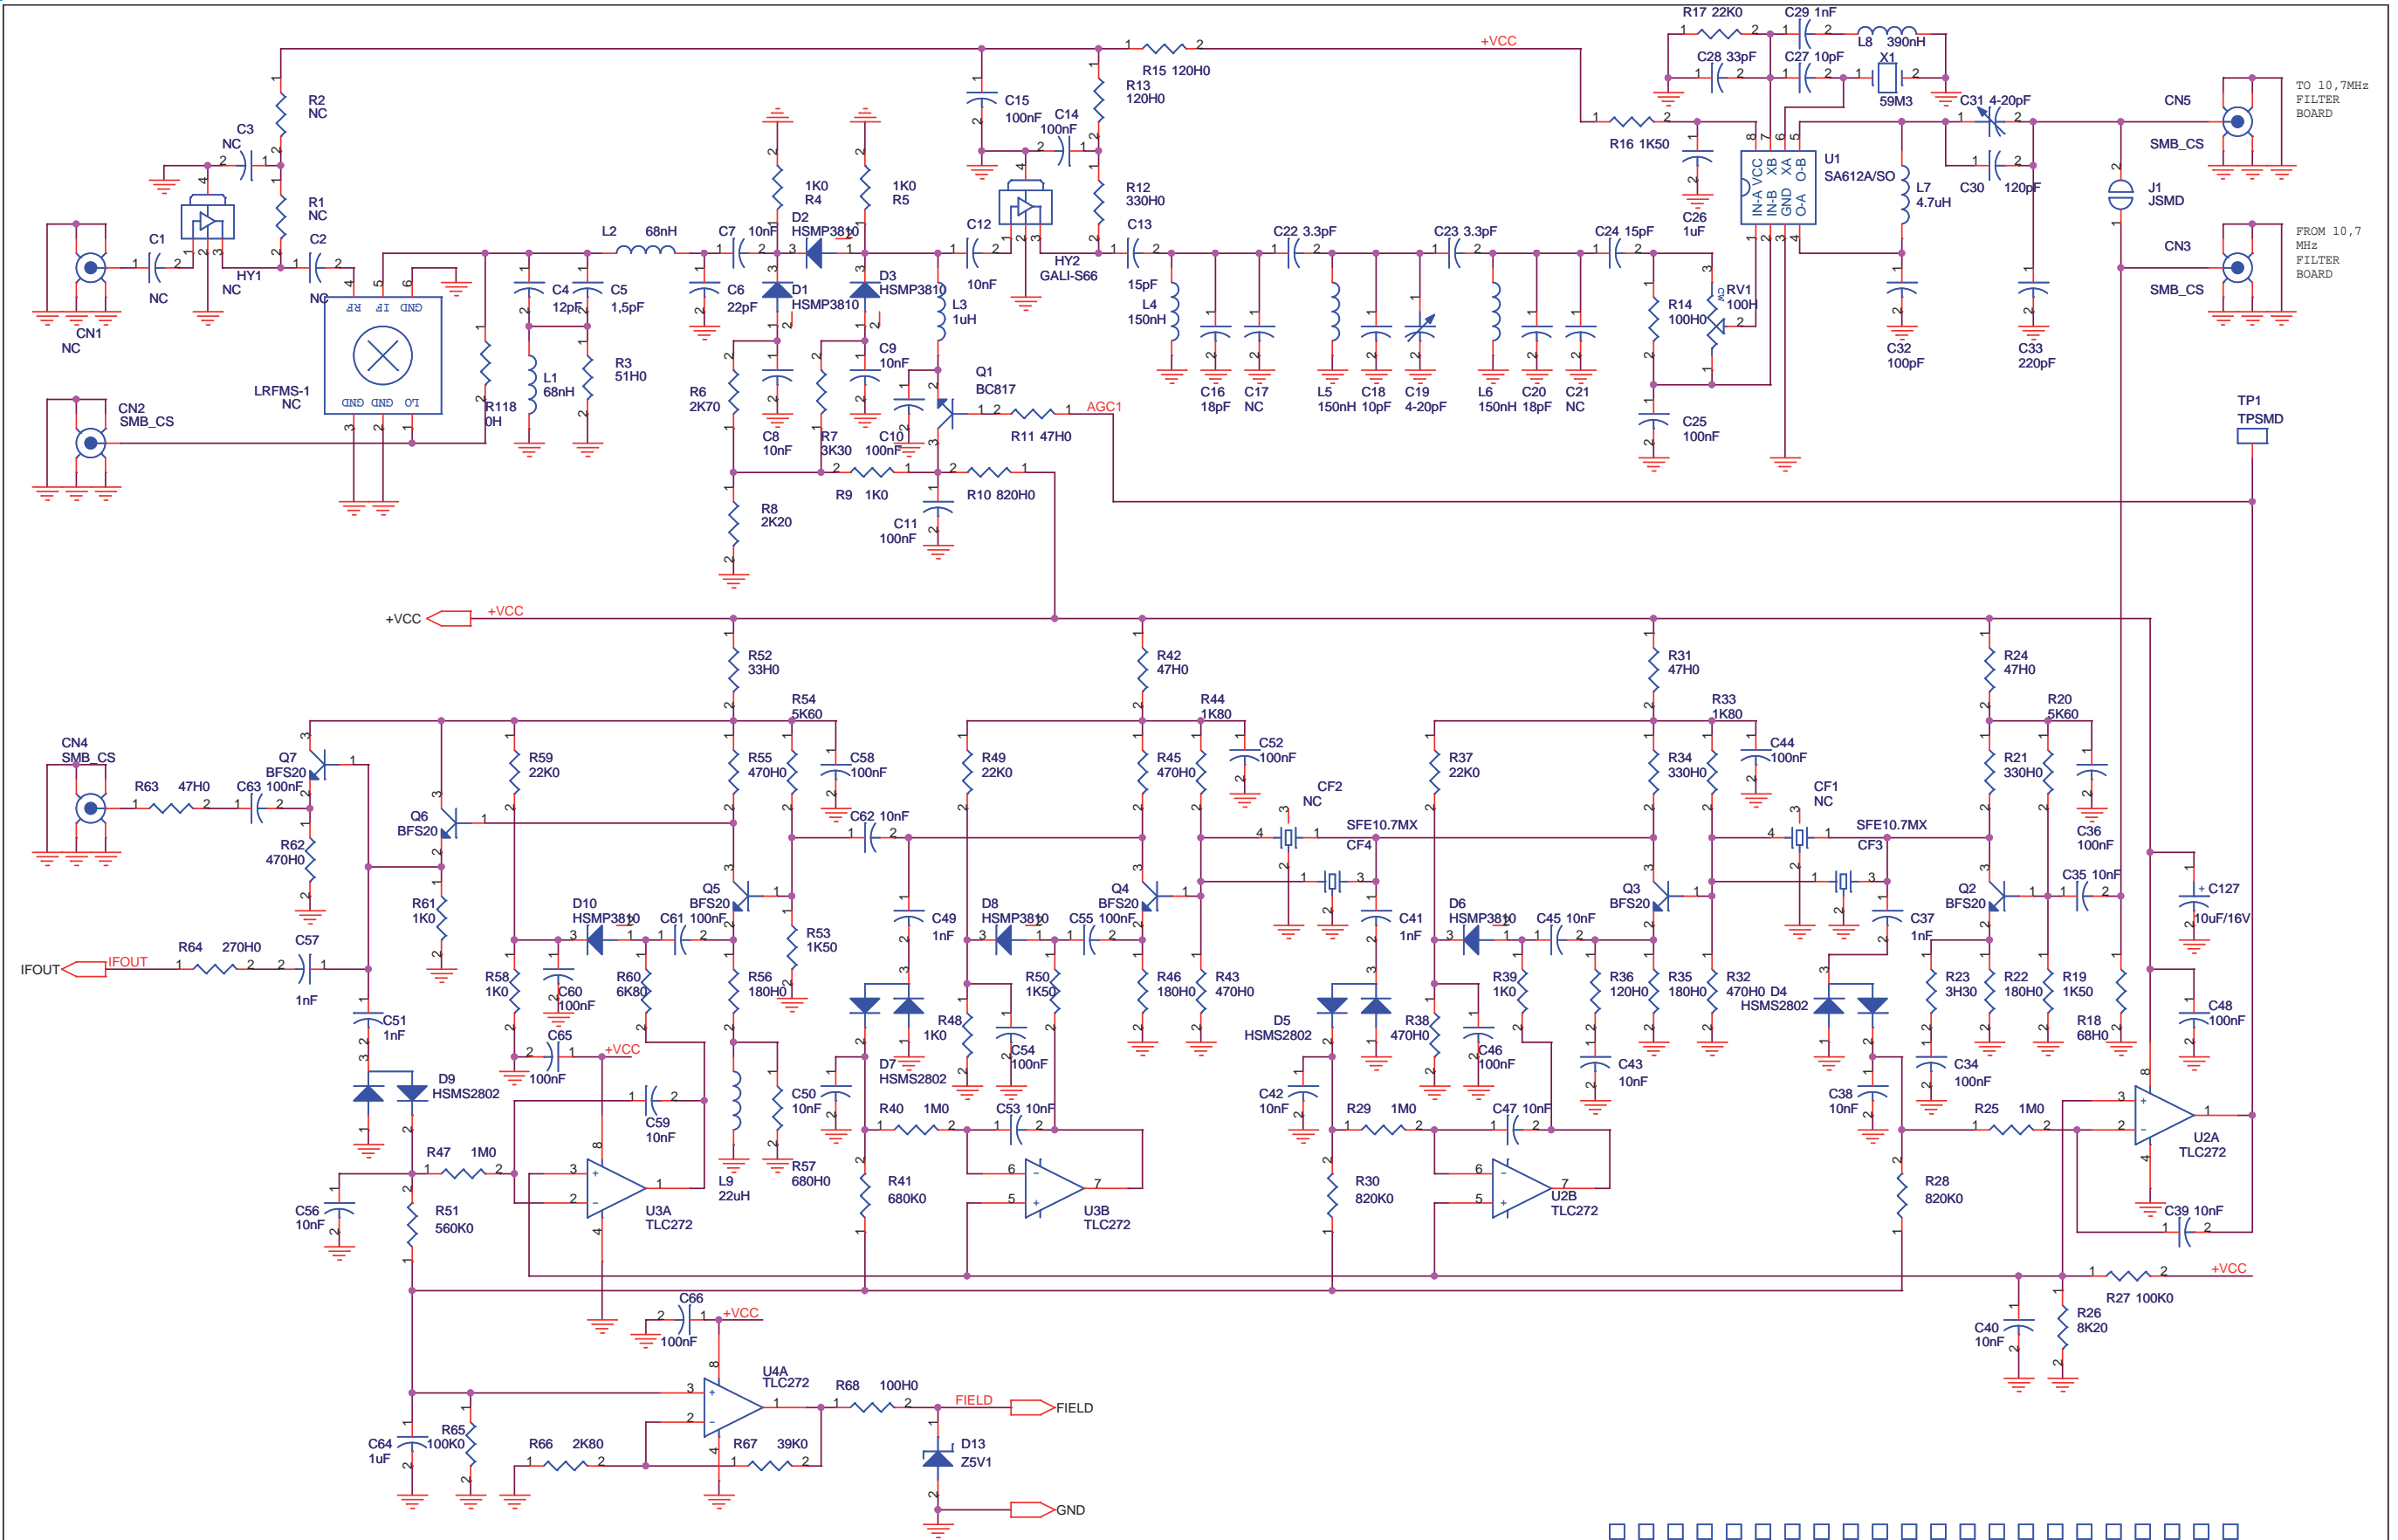 R17 22K0
C29 1nF
L8 390nH
C28 33pF
C27 10pF
X1
59M3
+VCC
R15 120H0
R13
120H0
C15
100nF
C14
100nF
R2
NC
C3
NC
R16 1K50
C31 4-20pF
CN5
SMB_CS
TO 10,7MHz
FILTER
BOARD
U1
SA612A/SO
IN-A VCC
IN-B XB
GND XA
O-A O-B
C30 120pF
J1
JSMD
L7
4.7uH
C26
1uF
R1
NC
1K0
R4
1K0
R5
R12
330H0
C1
NC
C2
NC
HY1
NC
CN1
NC
L2 68nH
C7 10nF
D2
HSMP3810
C12
10nF
HY2
GALI-S66
C13
15pF
C22 3.3pF
C23 3.3pF
C24 15pF
CN3
SMB_CS
FROM 10,7
MHz
FILTER
BOARD
RF IF GND
GND GND LO
LRFMS-1
NC
C4
12pF
C5
1,5pF
C6
22pF
D1
HSMP3810
D3
HSMP3810
L3
1uH
L4
150nH
R14
100H0
RV1
100H
CW
C32
100pF
C33
220pF
CN2
SMB_CS
R118
0H
L1
68nH
R3
51H0
R6
2K70
C9
10nF
Q1
BC817
C16
18pF
C17
NC
L5
150nH
C18
10pF
C19
4-20pF
L6
150nH
C20
18pF
C21
NC
C25
100nF
C8
10nF
R7
3K30
C10
100nF
R11 47H0
AGC1
TP1
TPSMD
R9 1K0
R10 820H0
R8
2K20
C11
100nF
+VCC
+VCC
R52
33H0
R42
47H0
R31
47H0
R24
47H0
R54
5K60
R44
1K80
R33
1K80
R20
5K60
CN4
SMB_CS
Q7
BFS20
R59
22K0
R55
470H0
C58
100nF
R49
22K0
R45
470H0
C52
100nF
R37
22K0
R34
330H0
C44
100nF
R21
330H0
R63 47H0
C63 100nF
Q6
BFS20
C62 10nF
CF2
NC
SFE10.7MX
CF4
CF1
NC
SFE10.7MX
CF3
C36
100nF
R62
470H0
R61
1K0
Q5
BFS20
D10
HSMP3810
C61 100nF
R53
1K50
C49
1nF
D8
HSMP3810
C55 100nF
Q4
BFS20
C41
1nF
D6
HSMP3810
C45 10nF
Q3
BFS20
C37
1nF
Q2
BFS20
C35 10nF
+ C127
10uF/16V
R64 270H0
C57
1nF
IFOUT
IFOUT
R58
1K0
C60
100nF
R60
6K80
R56
180H0
R48
1K0
R50
1K50
R46
180H0
R43
470H0
D5
HSMS2802
R38
470H0
R39
1K0
R36
120H0
R35
180H0
R32
470H0
D4
HSMS2802
R23
3H30
R22
180H0
R19
1K50
R18
68H0
C48
100nF
C51
1nF
C65
100nF
+VCC
D7
HSMS2802
C54
100nF
C46
100nF
C43
10nF
C34
100nF
D9
HSMS2802
C59
10nF
C50
10nF
R40 1M0
C53 10nF
C42
10nF
R29 1M0
C47 10nF
C38
10nF
R25 1M0
U2A
TLC272
R47 1M0
U3A
TLC272
L9
22uH
R57
680H0
R41
680K0
U3B
TLC272
R30
820K0
U2B
TLC272
R28
820K0
C56
10nF
R51
560K0
C39 10nF
+VCC
R27 100K0
C66
100nF
+VCC
C40
10nF
R26
8K20
U4A
TLC272
R68 100H0
FIELD
FIELD
C64
1uF
R65
100K0
R66 2K80
R67 39K0
D13
Z5V1
GND